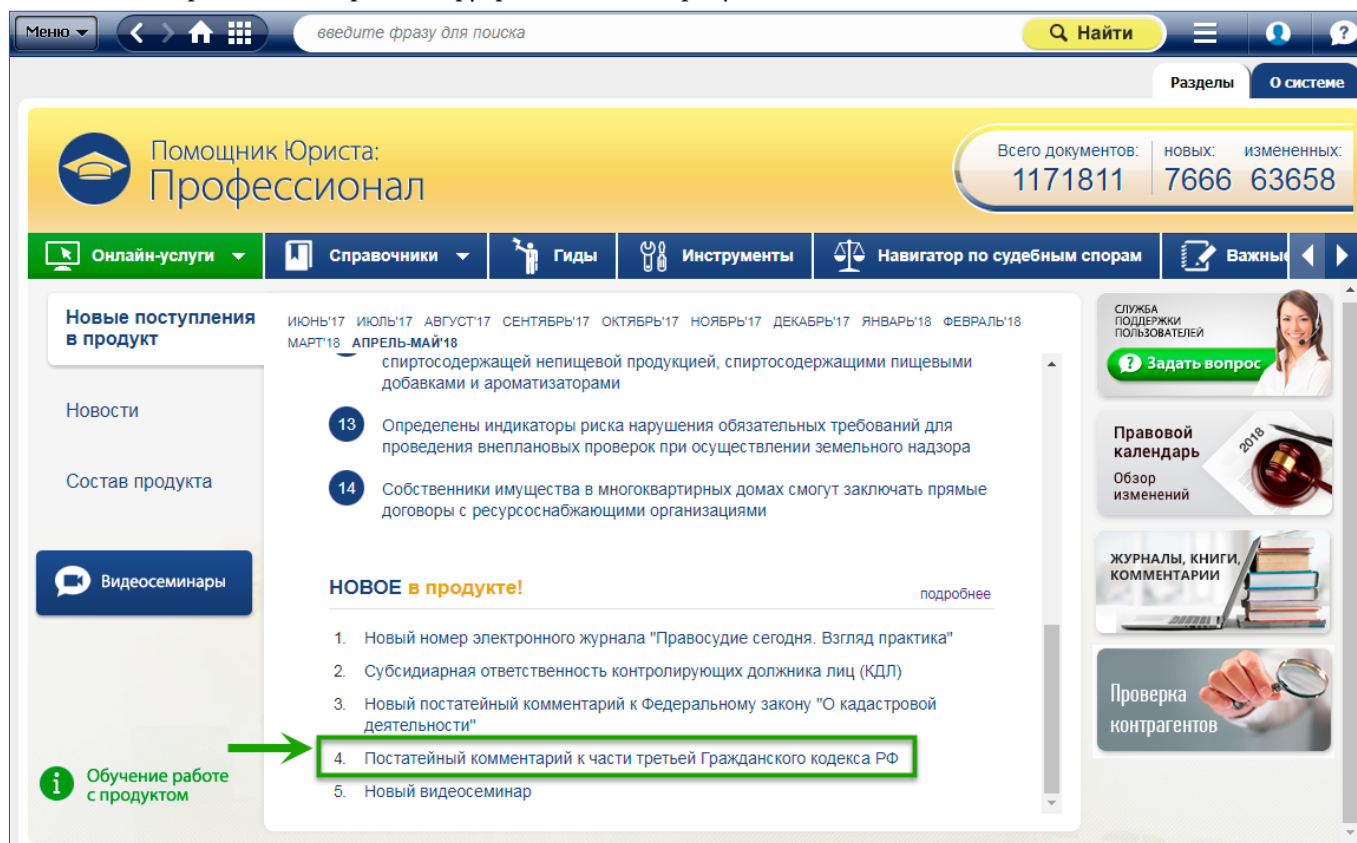 Меню
введите фразу для поиска
Найти
?
Разделы
О системе
Помощник Юриста:
Профессионал
Всего документов: новых: измененных:
1171811 7666 63658
Онлайн-услуги Справочники Гиды Инструменты Навигатор по судебным спорам Важные
Новые поступления
в продукт
Новости
Состав продукта
Видеосеминары
i Обучение работе
с продуктом
ИЮНЬ'17 ИЮЛЬ'17 АВГУСТ'17 СЕНТЯБРЬ'17 ОКТЯБРЬ'17 НОЯБРЬ'17 ДЕКАБРЬ'17 ЯНВАРЬ'18 ФЕВРАЛЬ'18
МАРТ'18 АПРЕЛЬ-МАЙ'18
спиртосодержащей непищевой продукцией, спиртосодержащими пищевыми
добавками и ароматизаторами
13 Определены индикаторы риска нарушения обязательных требований для
проведения внеплановых проверок при осуществлении земельного надзора
14 Собственники имущества в многоквартирных домах смогут заключать прямые
договоры с ресурсоснабжающими организациями
НОВОЕ в продукте!
подробнее
1. Новый номер электронного журнала "Правосудие сегодня. Взгляд практика"
2. Субсидиарная ответственность контролирующих должника лиц (КДЛ)
3. Новый постатейный комментарий к Федеральному закону "О кадастровой
деятельности"
4. Постатейный комментарий к части третьей Гражданского кодекса РФ
5. Новый видеосеминар
СЛУЖБА
ПОДДЕРЖКИ
ПОЛЬЗОВАТЕЛЕЙ
? Задать вопрос
Правовой
календарь
2018
Обзор
изменений
ЖУРНАЛЫ, КНИГИ,
КОММЕНТАРИИ
Проверка
контрагентов